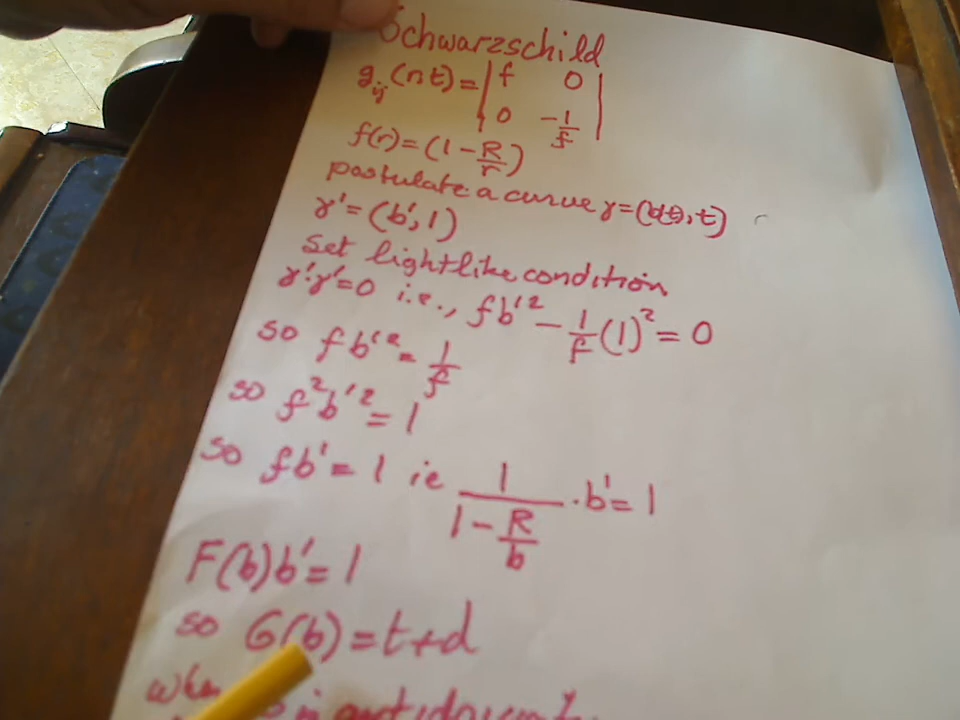 Schwarzschild
g_ij(r,t) = | f 0 |
| 0 -1/f |
f(r) = (1 - R/r)
postulate a curve γ = (b(t), t)
γ' = (b', 1)
Set lightlike condition
γ'·γ' = 0 i.e., fb'² - 1/f (1)² = 0
so fb'² = 1/f
so f²b'² = 1
so fb' = 1 ie 1/(1 - R/b) · b' = 1
F(b)b' = 1
so G(b) = t + d